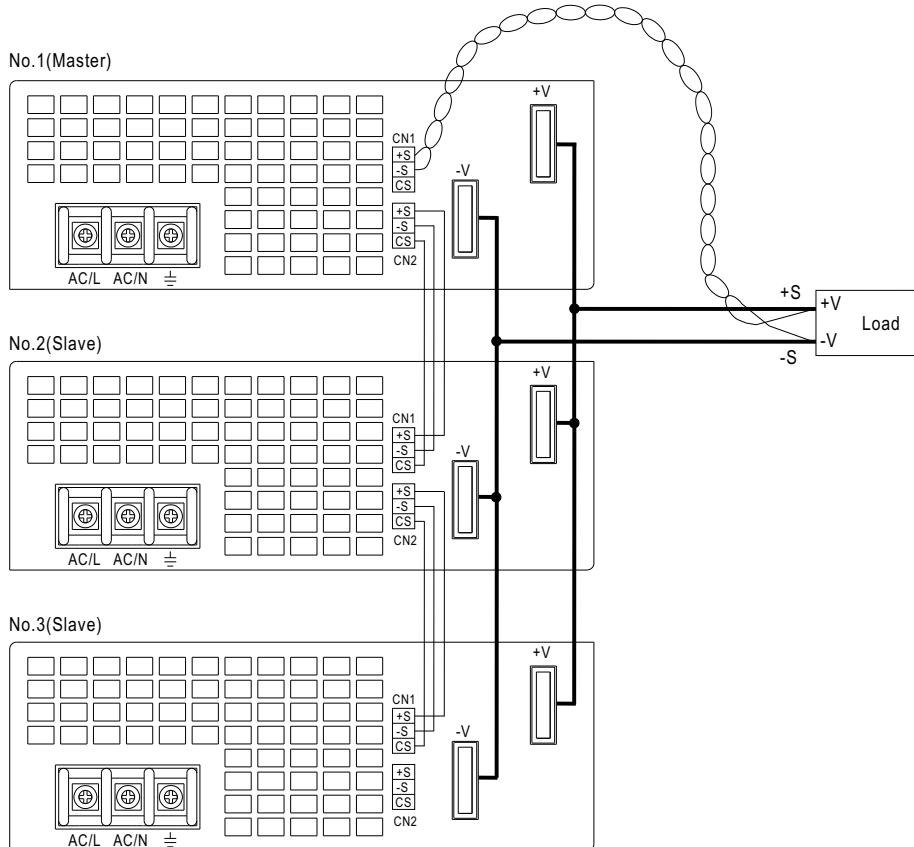 No.1(Master)
+V
CN1
+S
-S
CS
-V
+S
-S
CS
CN2
AC/L AC/N
+S
+V
Load
-V
-S
No.2(Slave)
+V
CN1
+S
-S
CS
-V
+S
-S
CS
CN2
AC/L AC/N
No.3(Slave)
+V
CN1
+S
-S
CS
-V
+S
-S
CS
CN2
AC/L AC/N